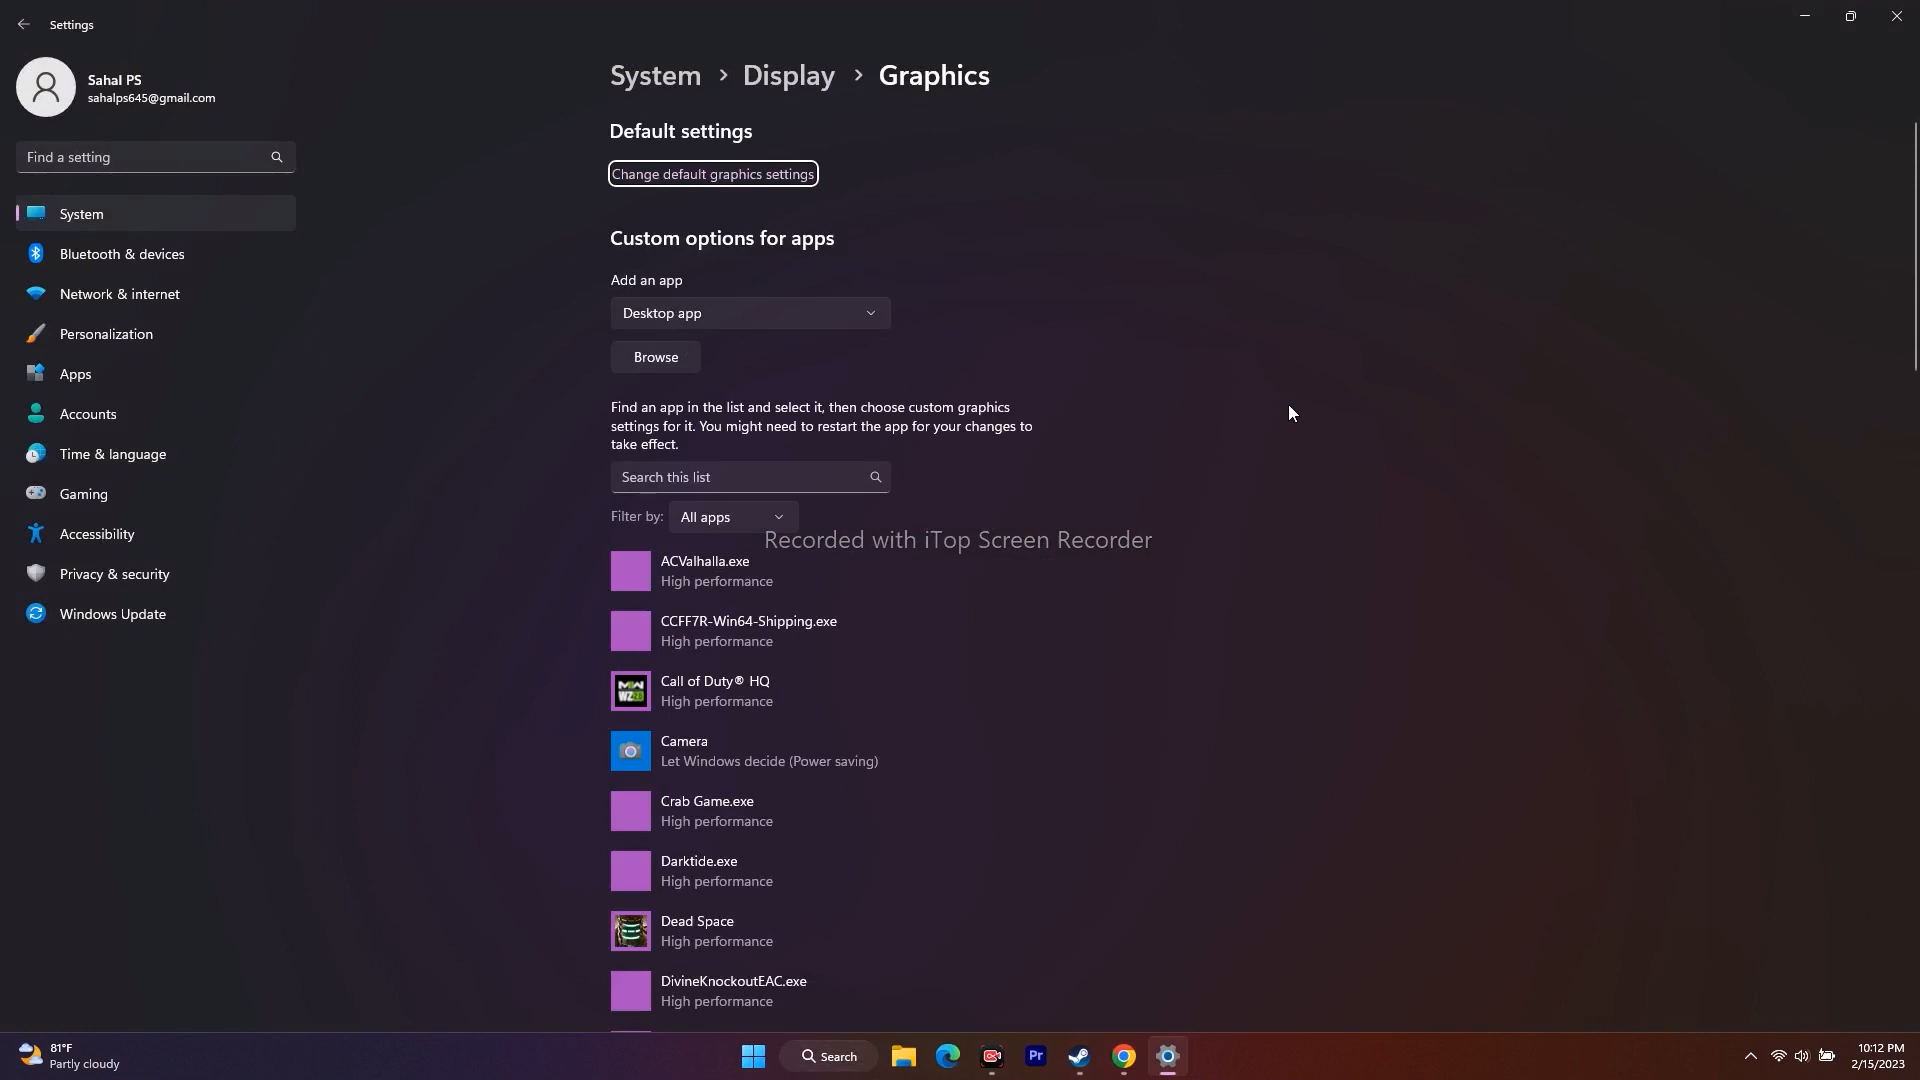 Settings
Sahal PS
sahalps645@gmail.com
Find a setting
System
Bluetooth & devices
Network & internet
Personalization
Apps
Accounts
Time & language
Gaming
Accessibility
Privacy & security
Windows Update
System > Display > Graphics
Default settings
Change default graphics settings
Custom options for apps
Add an app
Desktop app
Browse
Find an app in the list and select it, then choose custom graphics
settings for it. You might need to restart the app for your changes to
take effect.
Search this list
Filter by: All apps
Recorded with iTop Screen Recorder
ACValhalla.exe
High performance
CCFF7R-Win64-Shipping.exe
High performance
MW
WZ2.0
Call of Duty® HQ
High performance
Camera
Let Windows decide (Power saving)
Crab Game.exe
High performance
Darktide.exe
High performance
Dead Space
High performance
DivineKnockoutEAC.exe
High performance
81°F
Partly cloudy
Search
Pr
10:12 PM
2/15/2023